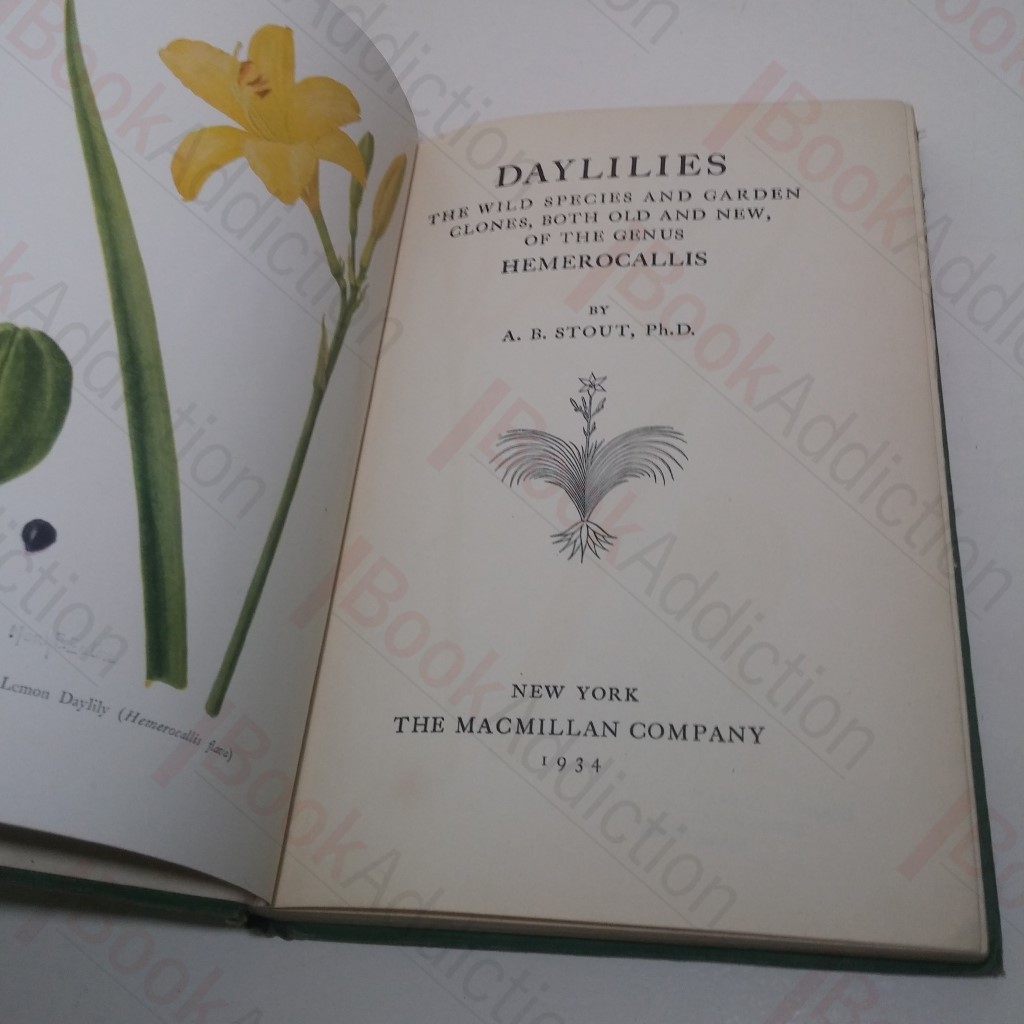 Lemon Daylily (Hemerocallis flava)
DAYLILIES
THE WILD SPECIES AND GARDEN
CLONES, BOTH OLD AND NEW,
OF THE GENUS
HEMEROCALLIS
BY
A. B. STOUT, Ph.D.
NEW YORK
THE MACMILLAN COMPANY
1934
BookAddiction